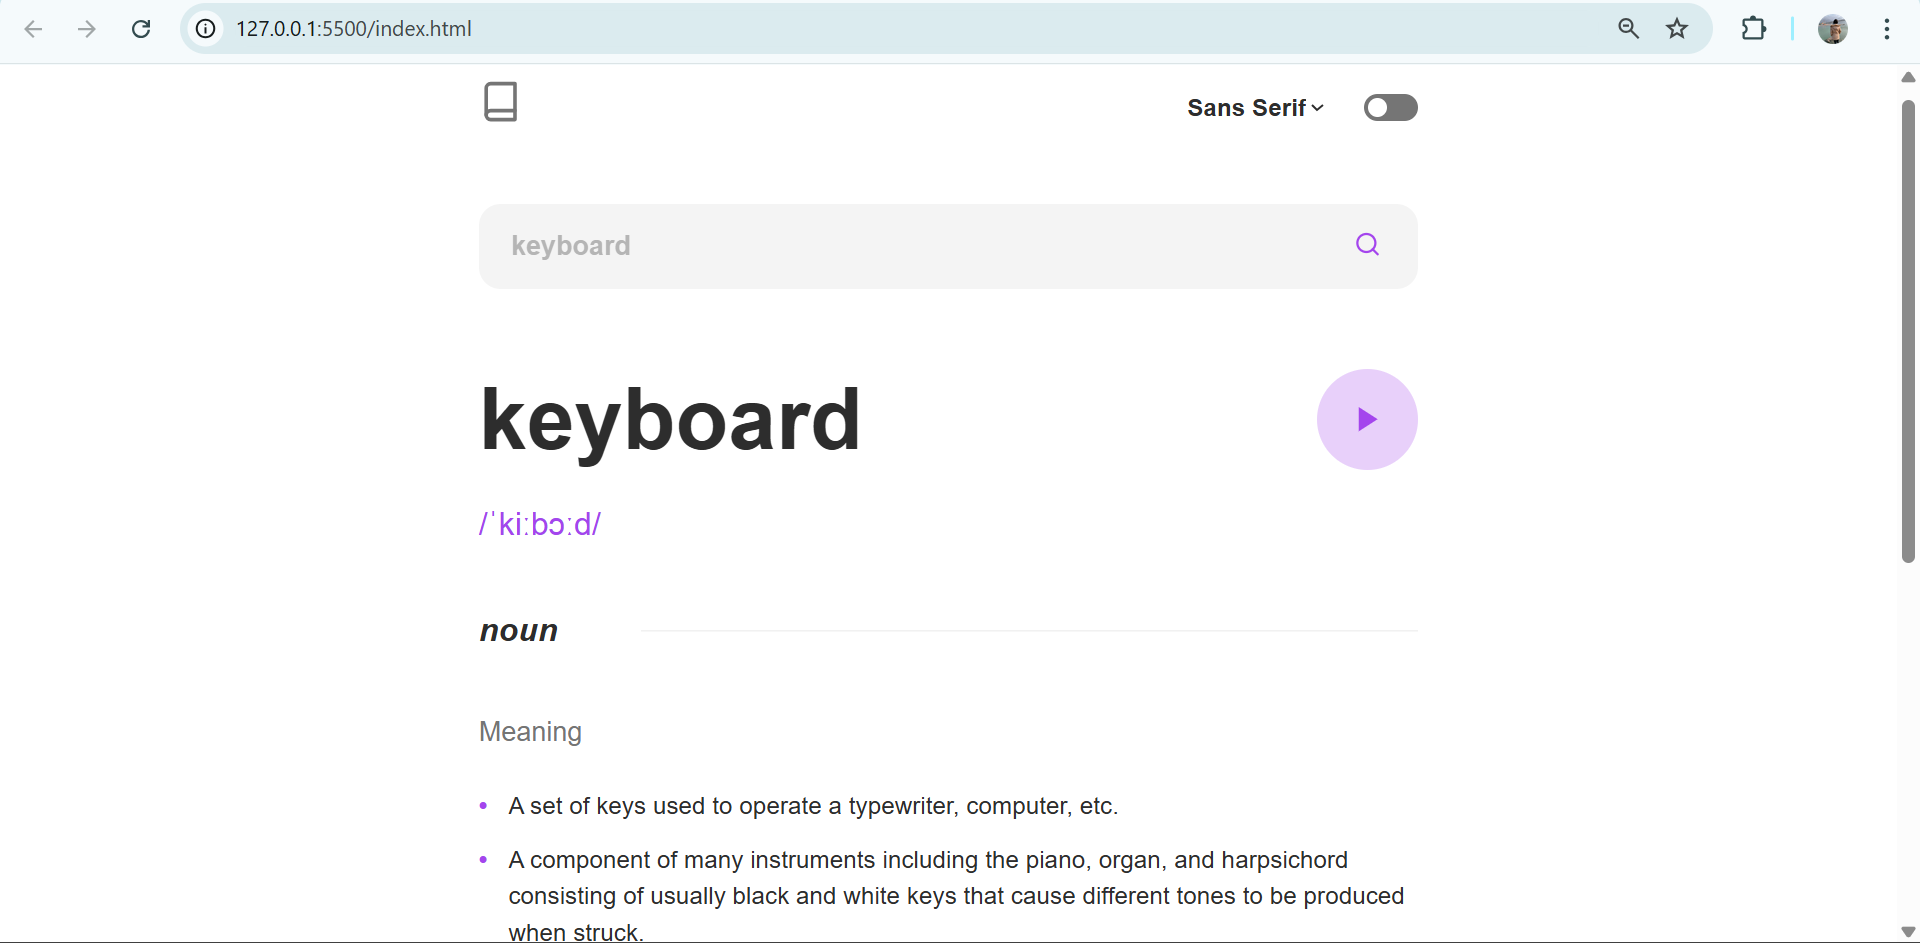 127.0.0.1:5500/index.html
Sans Serif
keyboard
keyboard
/ˈkiːbɔːd/
noun
Meaning
A set of keys used to operate a typewriter, computer, etc.
A component of many instruments including the piano, organ, and harpsichord
consisting of usually black and white keys that cause different tones to be produced
when struck.